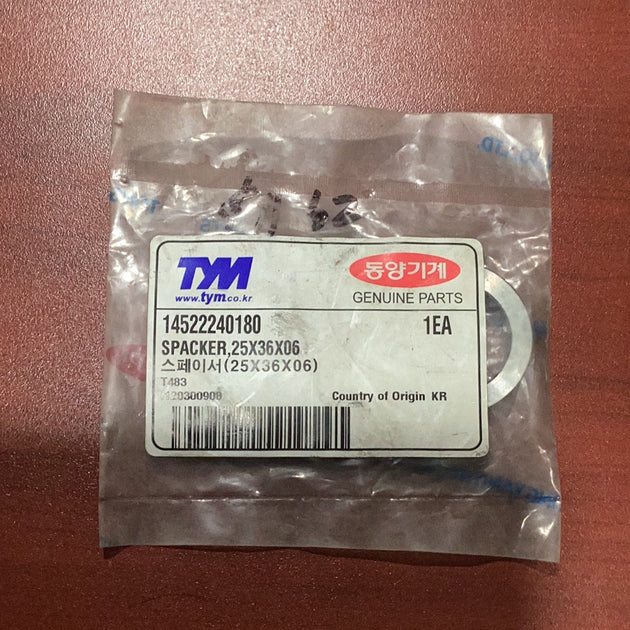 TYM
www.tym.co.kr
동양기계
GENUINE PARTS
14522240180 1EA
SPACKER,25X36X06
스페이서(25X36X06)
T483
Country of Origin KR